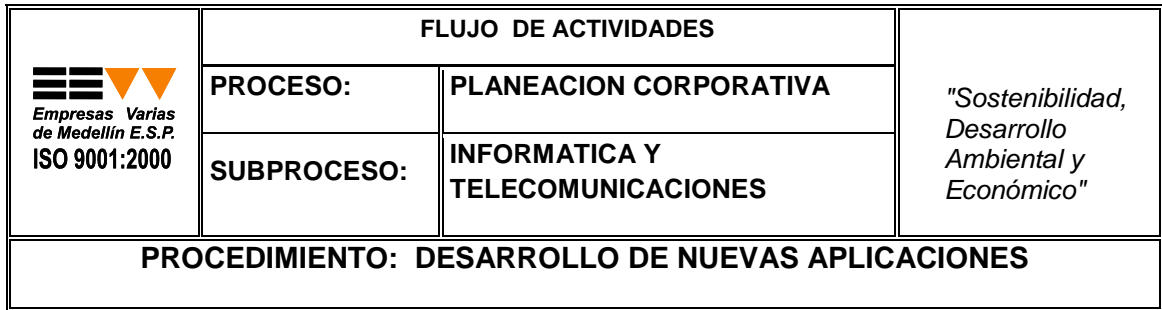 FLUJO DE ACTIVIDADES
Empresas Varias
de Medellín E.S.P.
ISO 9001:2000
PROCESO:
PLANEACION CORPORATIVA
SUBPROCESO:
INFORMATICA Y
TELECOMUNICACIONES
"Sostenibilidad,
Desarrollo
Ambiental y
Económico"
PROCEDIMIENTO: DESARROLLO DE NUEVAS APLICACIONES